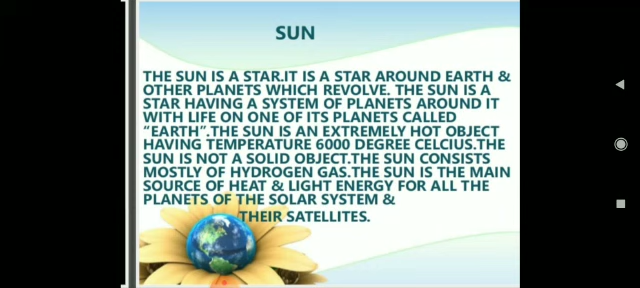 SUN
THE SUN IS A STAR.IT IS A STAR AROUND EARTH &
OTHER PLANETS WHICH REVOLVE. THE SUN IS A
STAR HAVING A SYSTEM OF PLANETS AROUND IT
WITH LIFE ON ONE OF ITS PLANETS CALLED
“EARTH”.THE SUN IS AN EXTREMELY HOT OBJECT
HAVING TEMPERATURE 6000 DEGREE CELCIUS.THE
SUN IS NOT A SOLID OBJECT.THE SUN CONSISTS
MOSTLY OF HYDROGEN GAS.THE SUN IS THE MAIN
SOURCE OF HEAT & LIGHT ENERGY FOR ALL THE
PLANETS OF THE SOLAR SYSTEM &
THEIR SATELLITES.